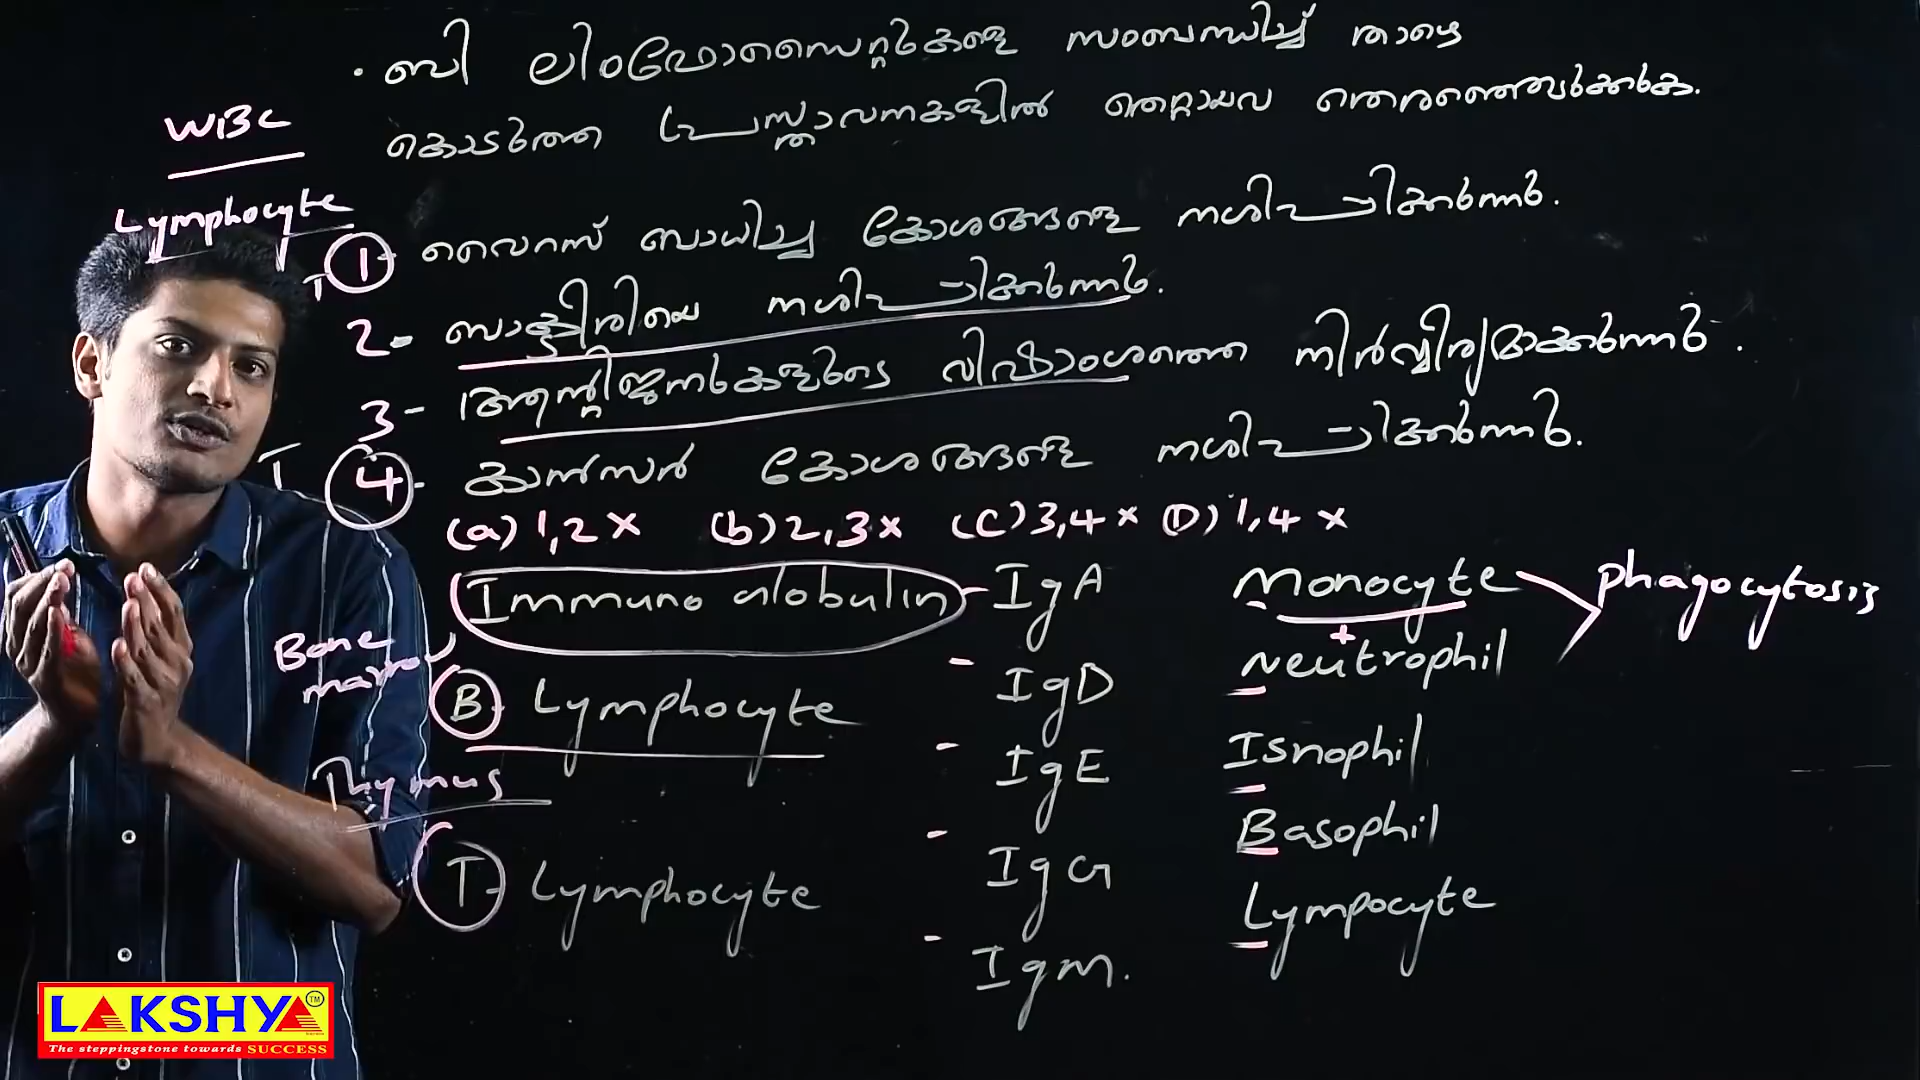 · ബി ലിംഫോസൈറ്റുകളെ സംബന്ധിച്ച് താഴെ
കൊടുത്ത പ്രസ്താവനകളിൽ തെറ്റായവ തെരഞ്ഞെടുക്കുക.
WBC
Lymphocyte
T 1- വൈറസ് ബാധിച്ച കോശങ്ങളെ നശിപ്പിക്കുന്നു.
2- ബാക്ടീരിയയെ നശിപ്പിക്കുന്നു.
3- ആന്റിജനുകളുടെ വിഷാംശത്തെ നിർവ്വീര്യമാക്കുന്നു.
T 4- കാൻസർ കോശങ്ങളെ നശിപ്പിക്കുന്നു.
(a) 1,2 x (b) 2,3 x (C) 3,4 x (D) 1,4 x
Immuno globulin - IgA
- IgD
- IgE
- IgG
- Igm.
Bone
marrow
B- Lymphocyte
Thymus
T- Lymphocyte
Monocyte
+
Neutrophil
phagocytosis
Isnophil
Basophil
Lympocyte
LAKSHYA TM
The steppingstone towards SUCCESS